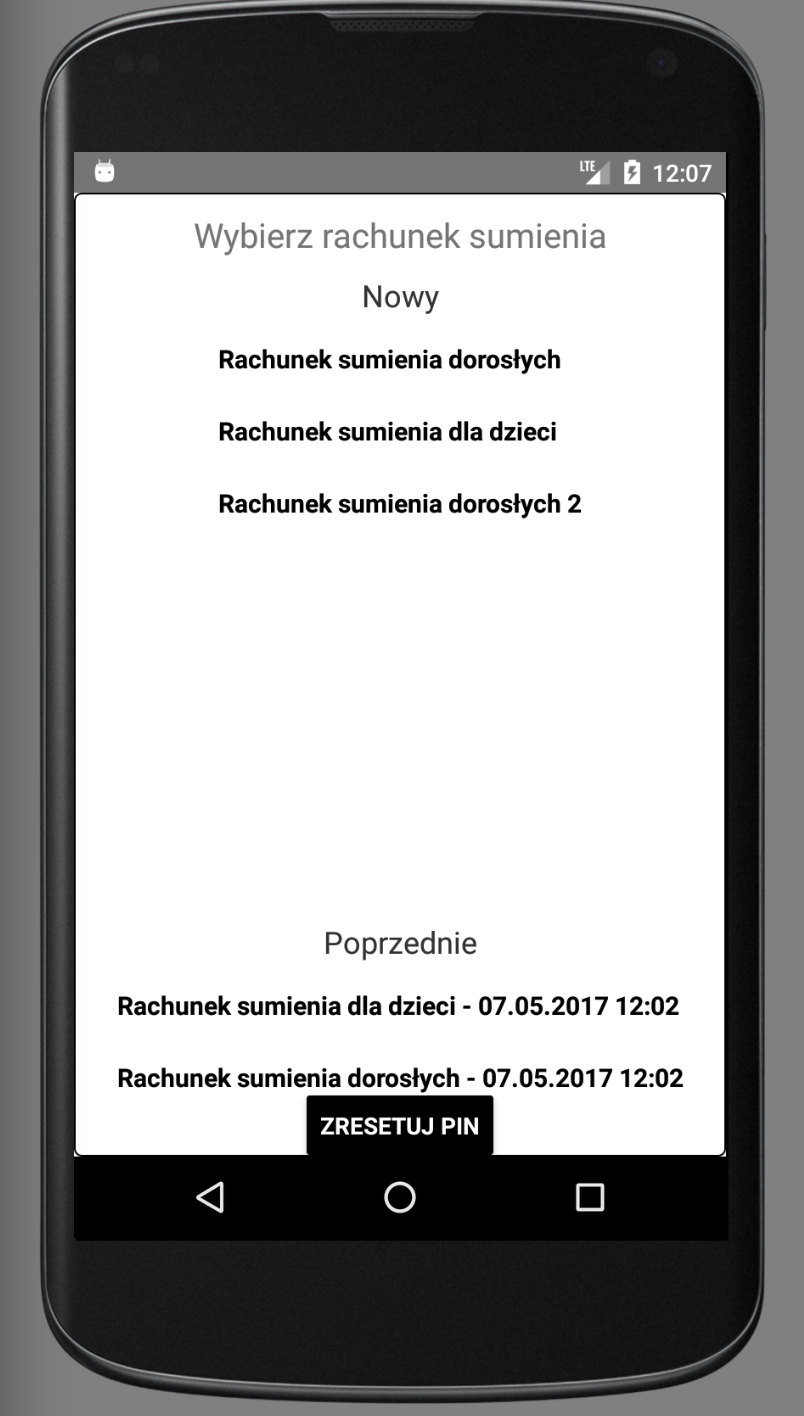 LTE 12:07
Wybierz rachunek sumienia
Nowy
Rachunek sumienia dorosłych
Rachunek sumienia dla dzieci
Rachunek sumienia dorosłych 2
Poprzednie
Rachunek sumienia dla dzieci - 07.05.2017 12:02
Rachunek sumienia dorosłych - 07.05.2017 12:02
ZRESETUJ PIN